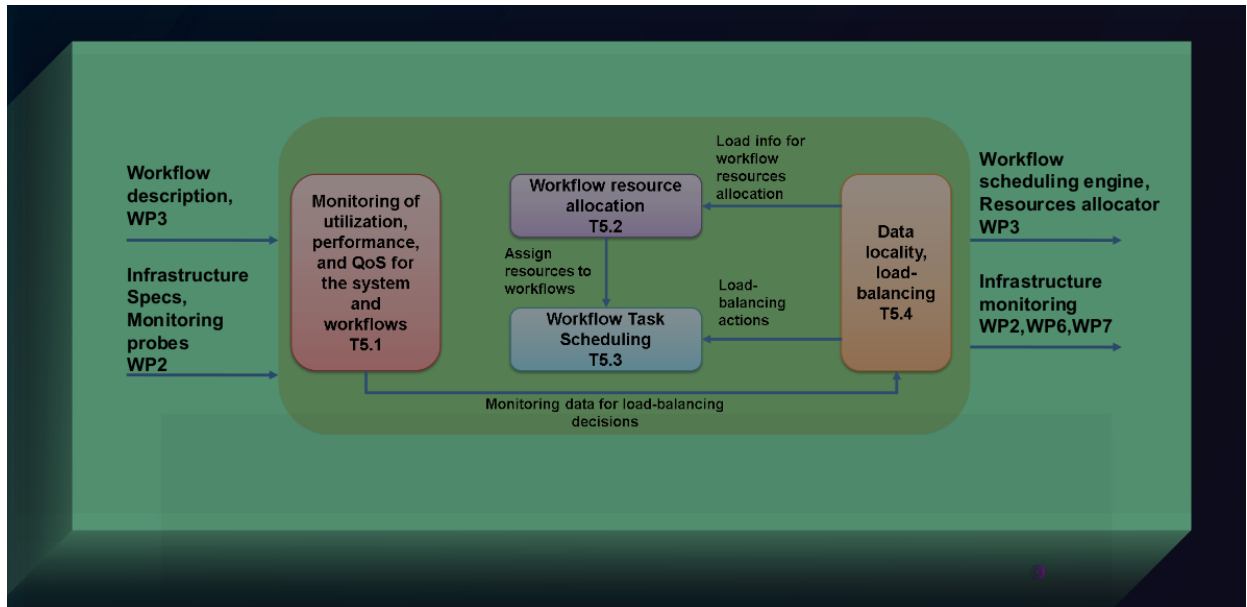 Workflow
description,
WP3
Infrastructure
Specs,
Monitoring
probes
WP2
Monitoring of
utilization,
performance,
and QoS for
the system
and
workflows
T5.1
Workflow resource
allocation
T5.2
Assign
resources to
workflows
Workflow Task
Scheduling
T5.3
Load info for
workflow
resources
allocation
Load-
balancing
actions
Data
locality,
load-
balancing
T5.4
Monitoring data for load-balancing
decisions
Workflow
scheduling engine,
Resources allocator
WP3
Infrastructure
monitoring
WP2,WP6,WP7